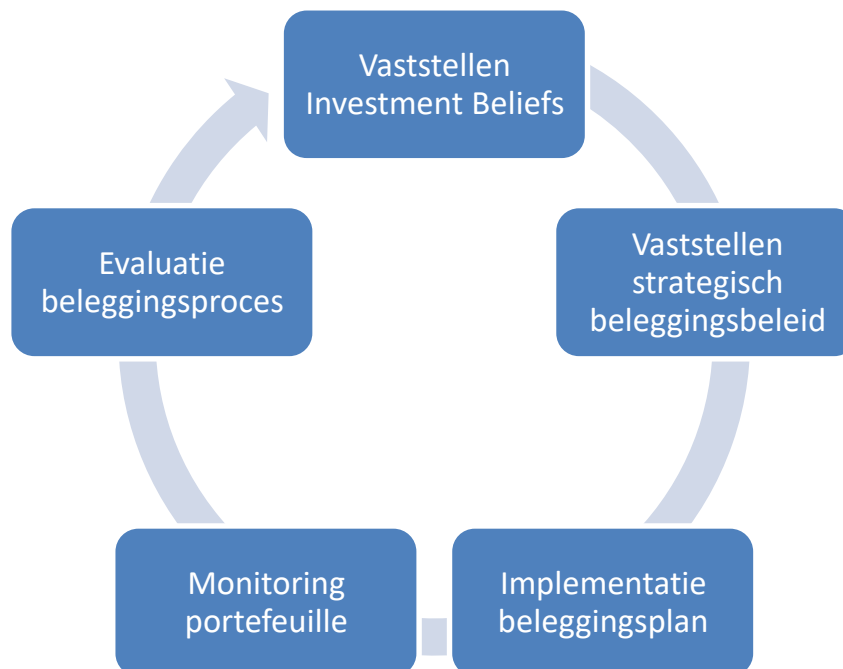 Vaststellen
Investment Beliefs
Vaststellen
strategisch
beleggingsbeleid
Implementatie
beleggingsplan
Monitoring
portefeuille
Evaluatie
beleggingsproces